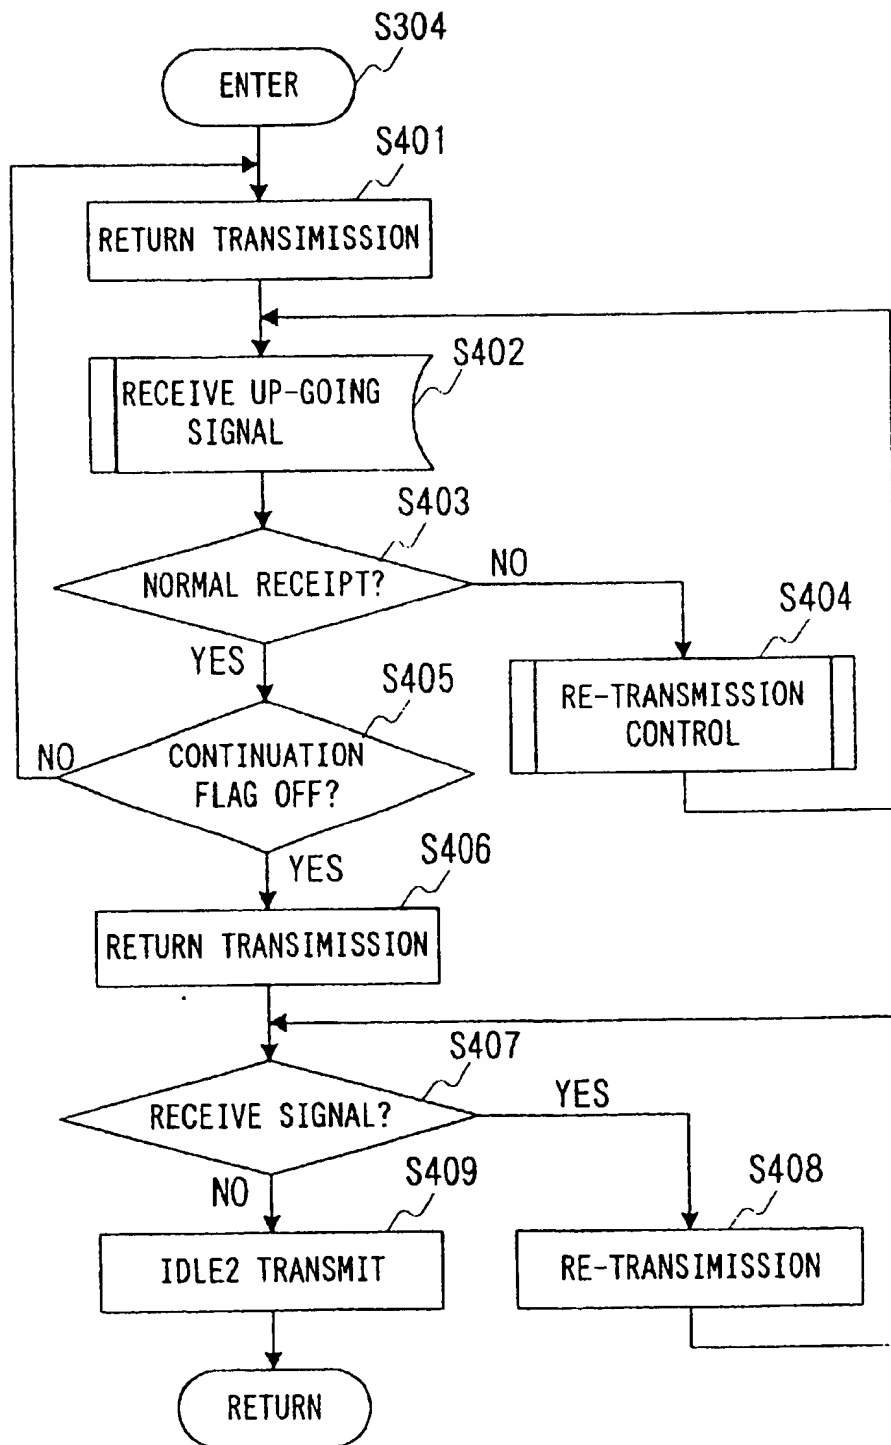 S304
ENTER
S401
RETURN TRANSIMISSION
S402
RECEIVE UP-GOING
SIGNAL
S403
NORMAL RECEIPT?
NO
YES
S404
RE-TRANSMISSION
CONTROL
S405
CONTINUATION
FLAG OFF?
NO
YES
S406
RETURN TRANSIMISSION
S407
RECEIVE SIGNAL?
YES
NO
S408
RE-TRANSIMISSION
S409
IDLE2 TRANSMIT
RETURN